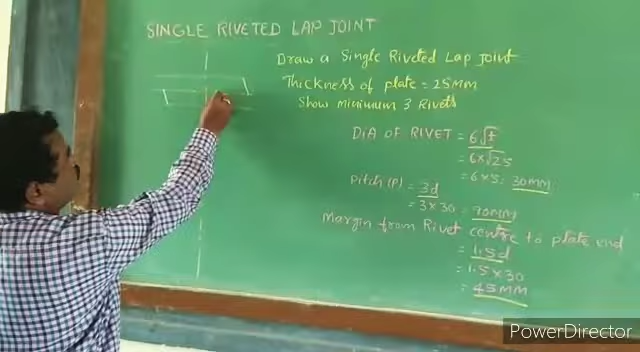 SINGLE RIVETED LAP JOINT
Draw a Single Riveted Lap Joint
Thickness of plate = 25MM
Show minimum 3 Rivets
DIA OF RIVET = 6√t
= 6×√25
= 6×5 = 30MM
Pitch (P) = 3d
= 3×30 = 90MM
Margin from Rivet centre to plate end
= 1.5d
= 1.5×30
= 45MM
PowerDirector